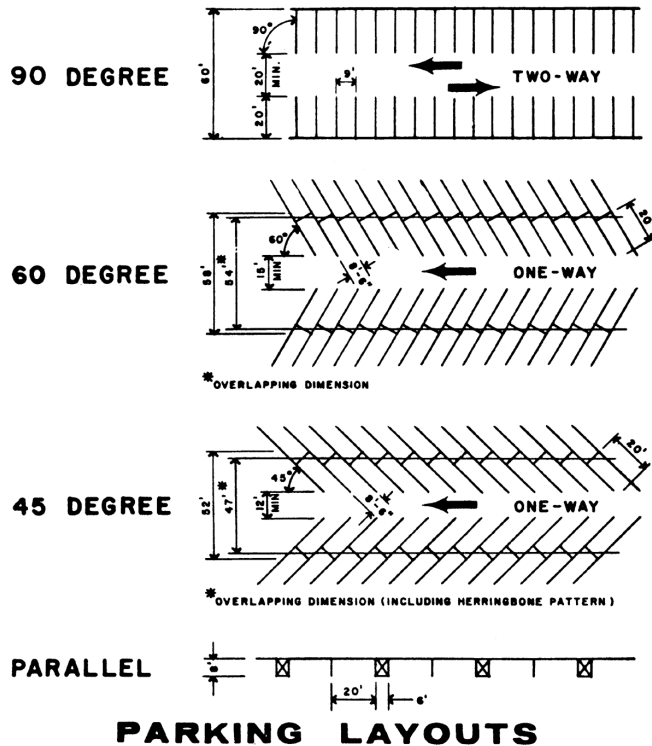 90 DEGREE
60'
90°
20'
MIN.
20'
9'
TWO-WAY
60 DEGREE
58'
54'*
60°
15'
MIN
20'
ONE-WAY
*OVERLAPPING DIMENSION
45 DEGREE
52'
47'*
45°
12'
MIN
20'
ONE-WAY
*OVERLAPPING DIMENSION (INCLUDING HERRINGBONE PATTERN)
PARALLEL
8'
20'
6'
PARKING LAYOUTS